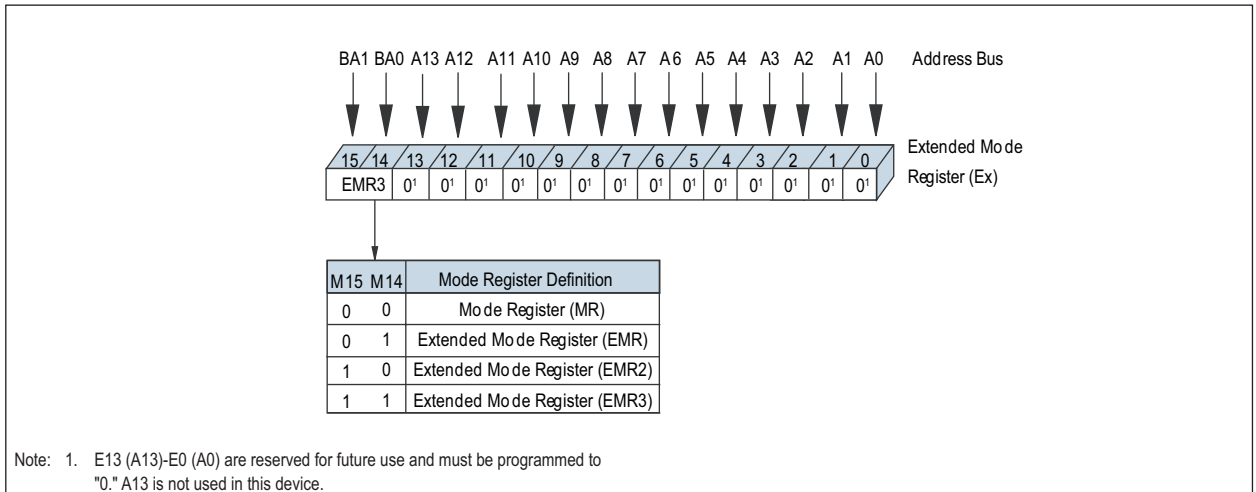 BA1 BA0 A13 A12 A11 A10 A9 A8 A7 A6 A5 A4 A3 A2 A1 A0 Address Bus
15 14 13 12 11 10 9 8 7 6 5 4 3 2 1 0 Extended Mode
EMR3 0¹ 0¹ 0¹ 0¹ 0¹ 0¹ 0¹ 0¹ 0¹ 0¹ 0¹ 0¹ 0¹ 0¹ Register (Ex)
M15 M14 Mode Register Definition
0 0 Mode Register (MR)
0 1 Extended Mode Register (EMR)
1 0 Extended Mode Register (EMR2)
1 1 Extended Mode Register (EMR3)
Note: 1. E13 (A13)-E0 (A0) are reserved for future use and must be programmed to
"0." A13 is not used in this device.